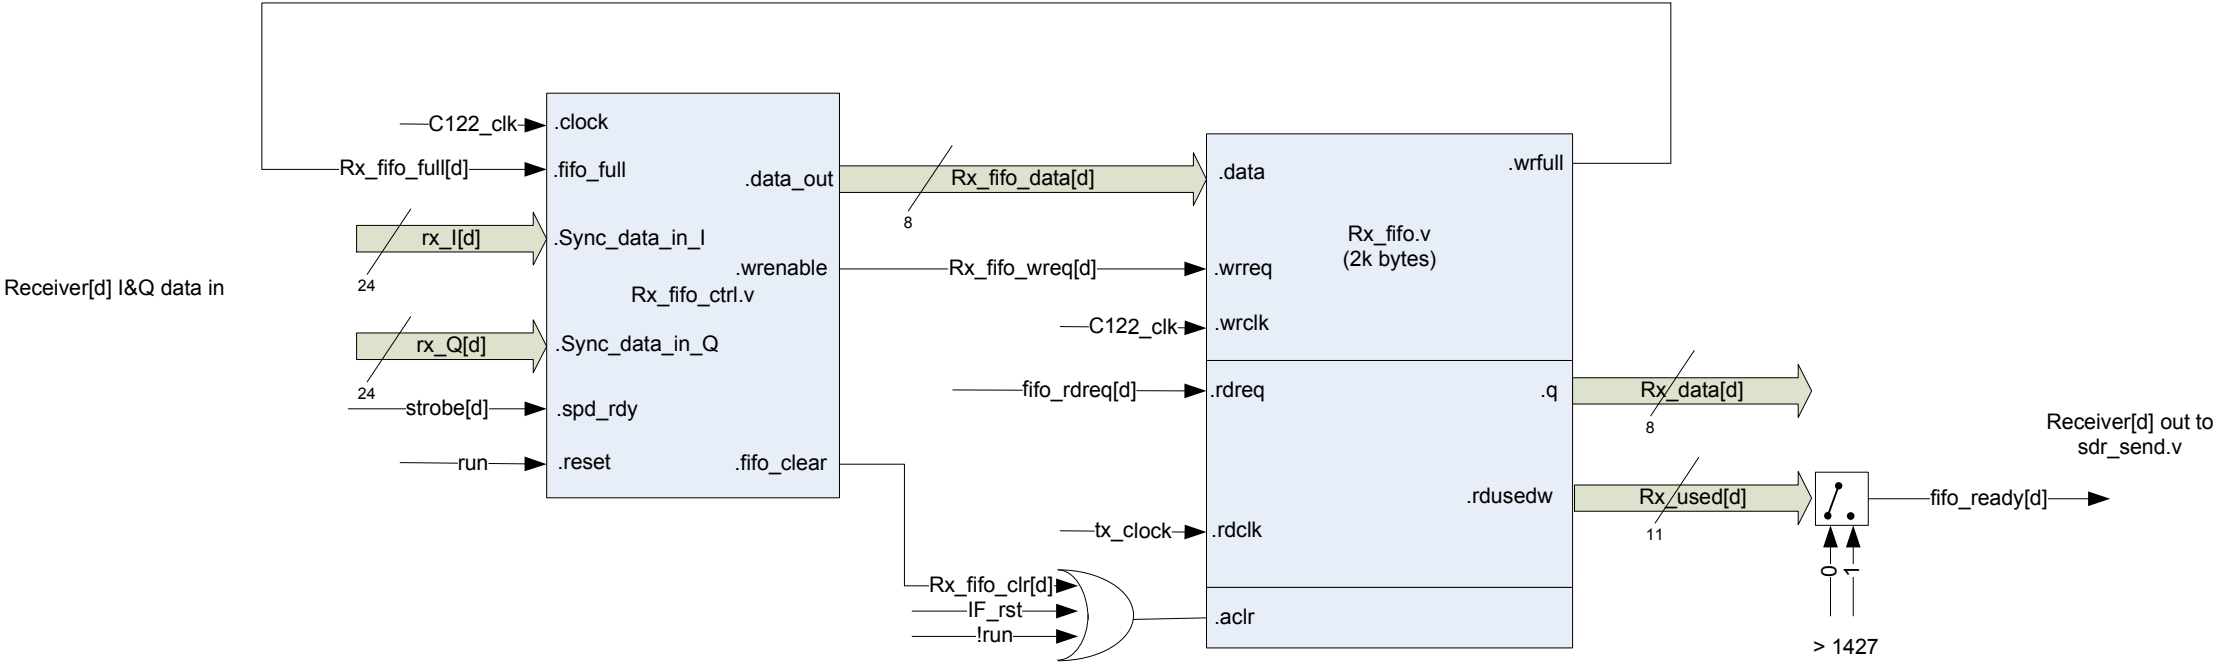 C122_clk
.clock
Rx_fifo_full[d]
.fifo_full
rx_I[d]
24
.Sync_data_in_I
Receiver[d] I&Q data in
rx_Q[d]
24
.Sync_data_in_Q
strobe[d]
.spd_rdy
run
.reset
.data_out
.wrenable
Rx_fifo_ctrl.v
.fifo_clear
Rx_fifo_data[d]
8
Rx_fifo_wreq[d]
C122_clk
fifo_rdreq[d]
tx_clock
Rx_fifo_clr[d]
IF_rst
!run
.data
.wrfull
Rx_fifo.v
(2k bytes)
.wrreq
.wrclk
.rdreq
.q
.rdusedw
.rdclk
.aclr
Rx_data[d]
8
Rx_used[d]
11
Receiver[d] out to
sdr_send.v
fifo_ready[d]
0
1
> 1427